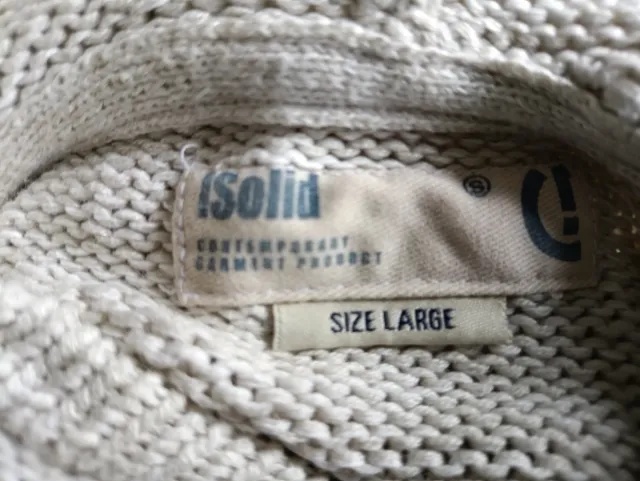 !Solid ®
CONTEMPORARY
GARMENT PRODUCT
SIZE LARGE